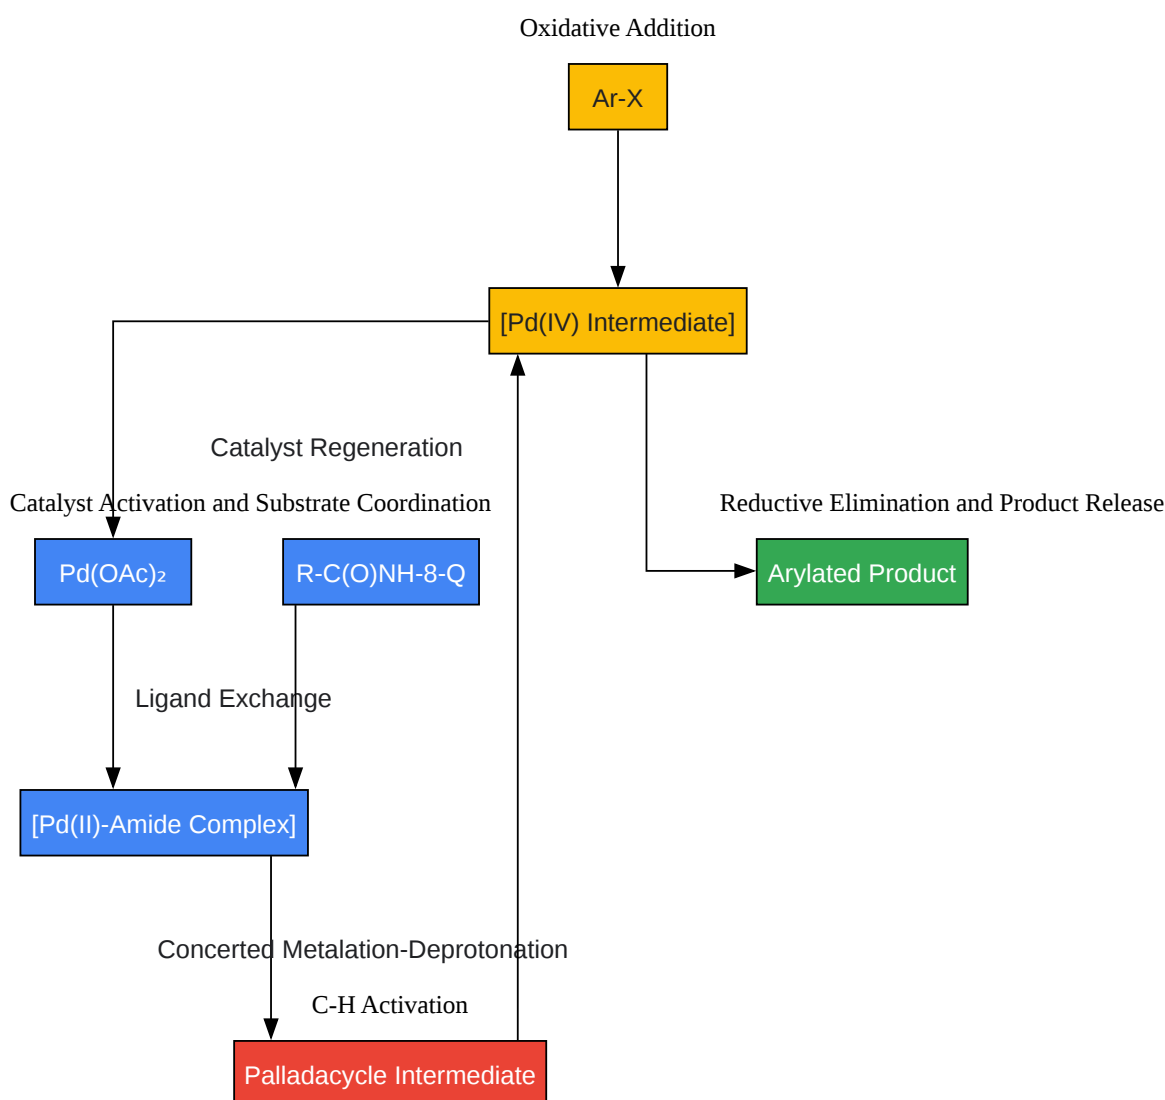 Oxidative Addition
Ar-X
[Pd(IV) Intermediate]
Catalyst Regeneration
Catalyst Activation and Substrate Coordination
Reductive Elimination and Product Release
Pd(OAc)₂
R-C(O)NH-8-Q
Arylated Product
Ligand Exchange
[Pd(II)-Amide Complex]
Concerted Metalation-Deprotonation
C-H Activation
Palladacycle Intermediate